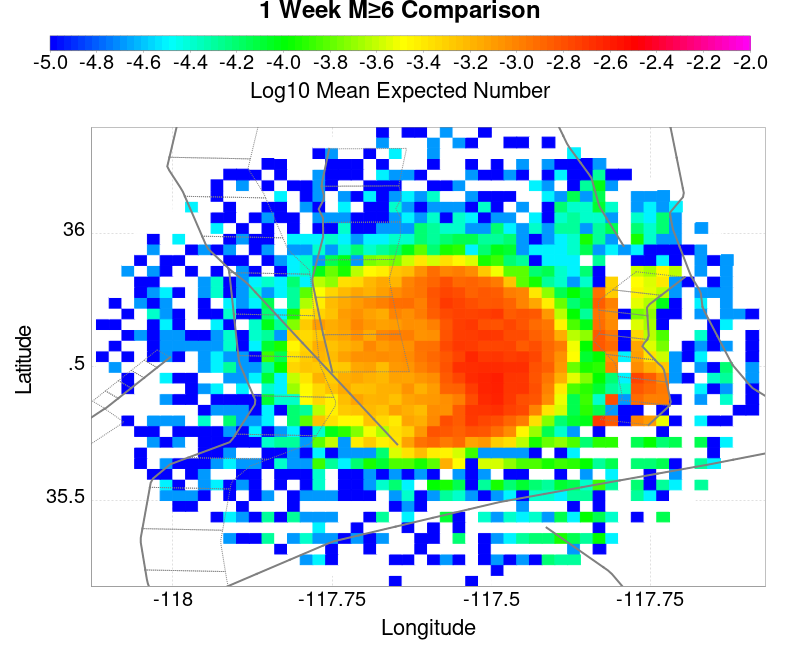 1 Week M≥6 Comparison
-5.0 -4.8 -4.6 -4.4 -4.2 -4.0 -3.8 -3.6 -3.4 -3.2 -3.0 -2.8 -2.6 -2.4 -2.2 -2.0
Log10 Mean Expected Number
36
.5
35.5
Latitude
-118 -117.75 -117.5 -117.75
Longitude